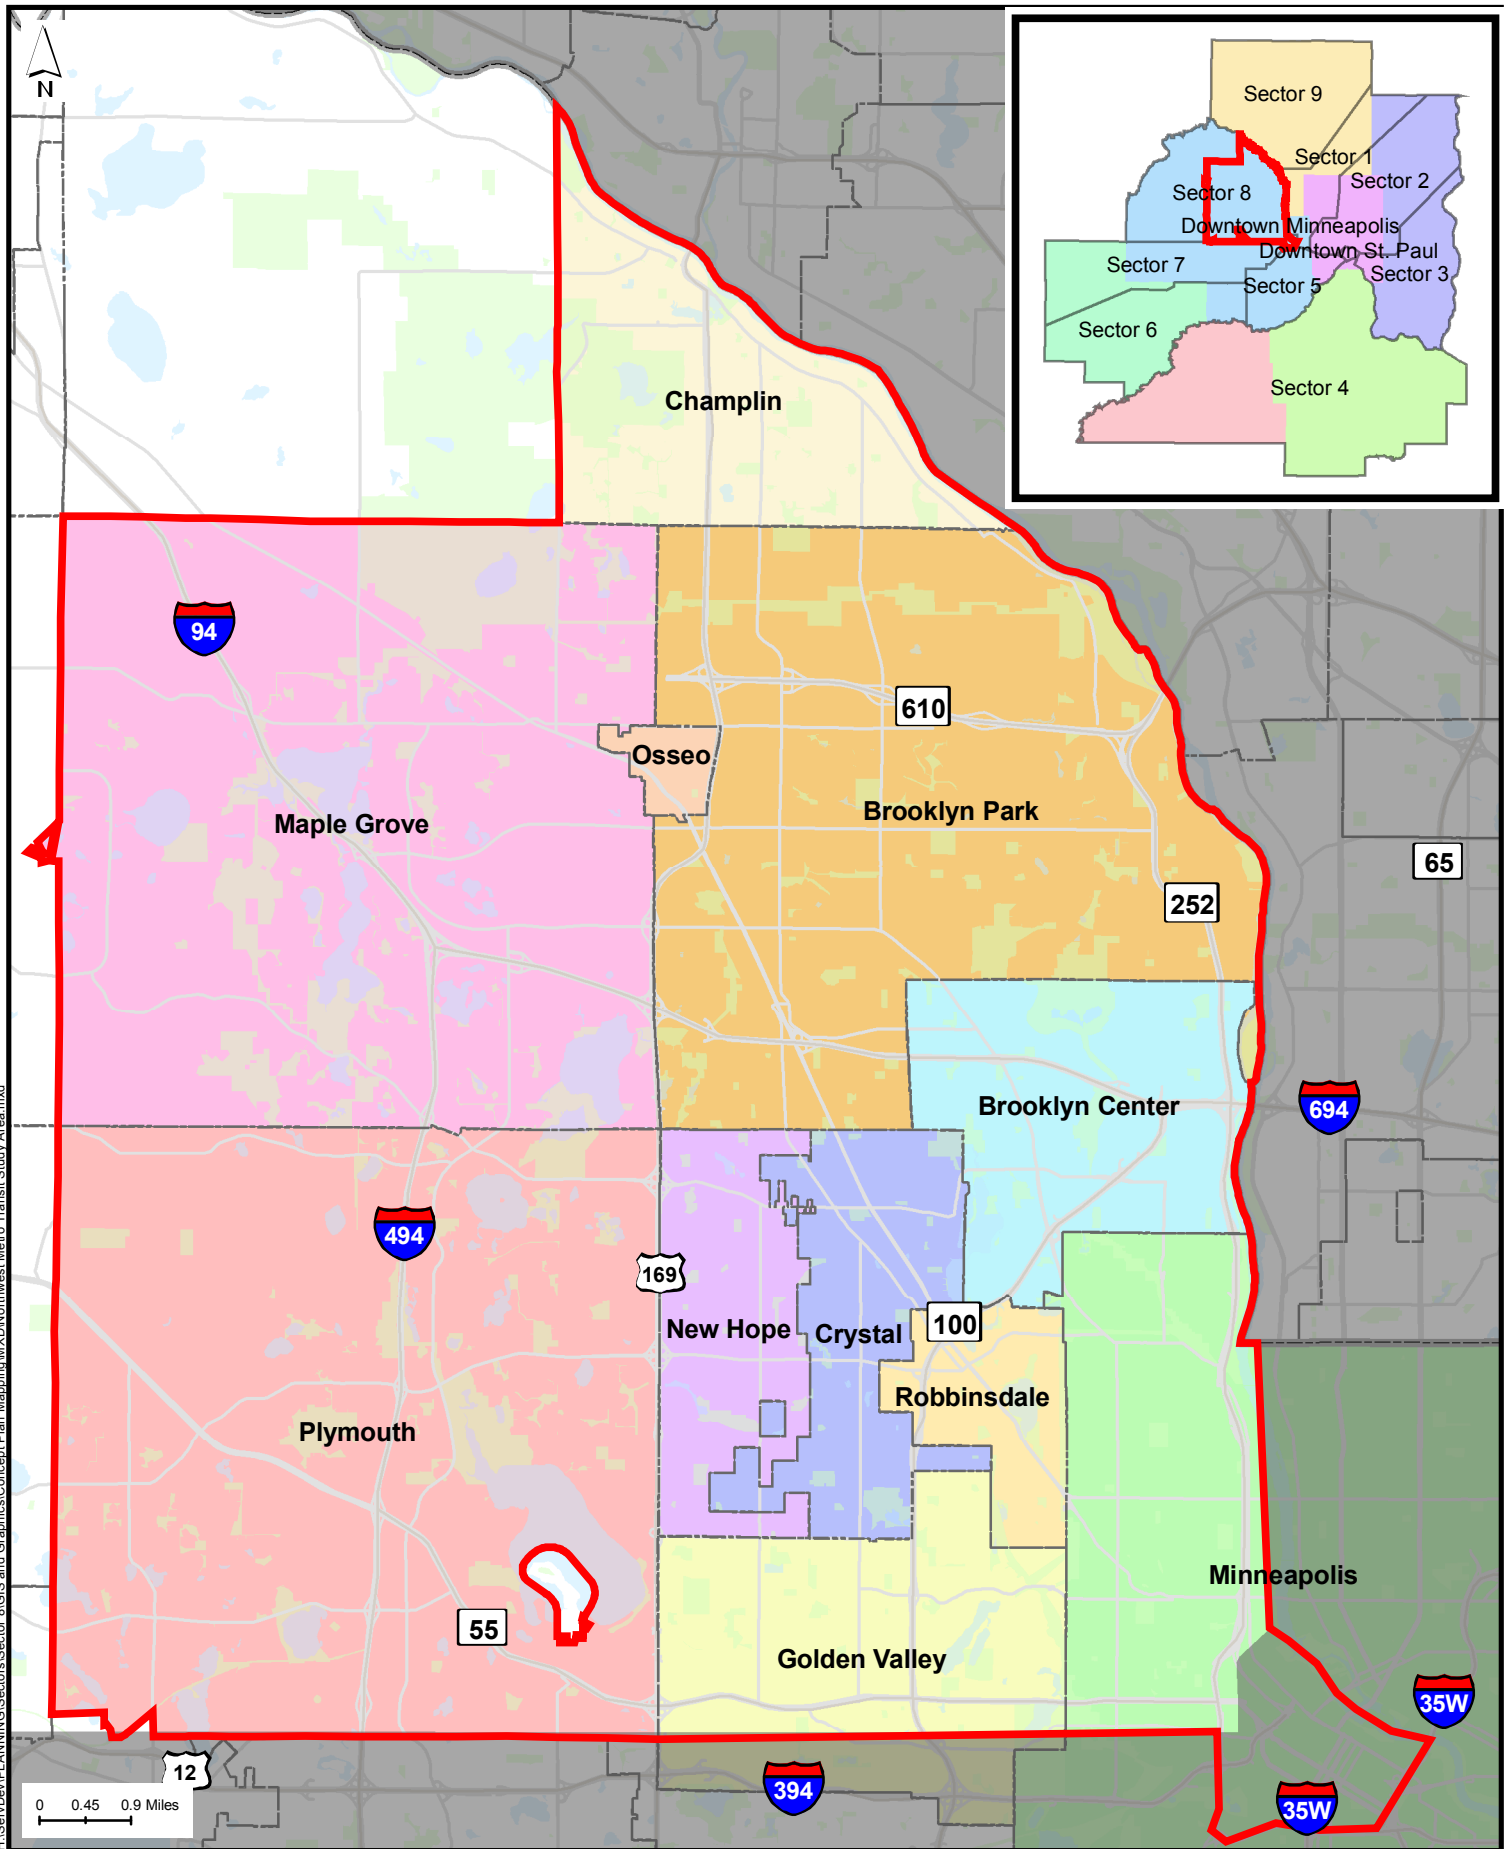 N
Sector 9
Sector 1
Sector 2
Sector 8
Downtown Minneapolis
Downtown St. Paul
Sector 7
Sector 3
Sector 5
Sector 6
Sector 4
Champlin
94
610
Osseo
Brooklyn Park
Maple Grove
65
252
Brooklyn Center
694
494
169
New Hope
Crystal
100
Robbinsdale
Plymouth
Minneapolis
55
Golden Valley
35W
12
394
35W
0 0.45 0.9 Miles